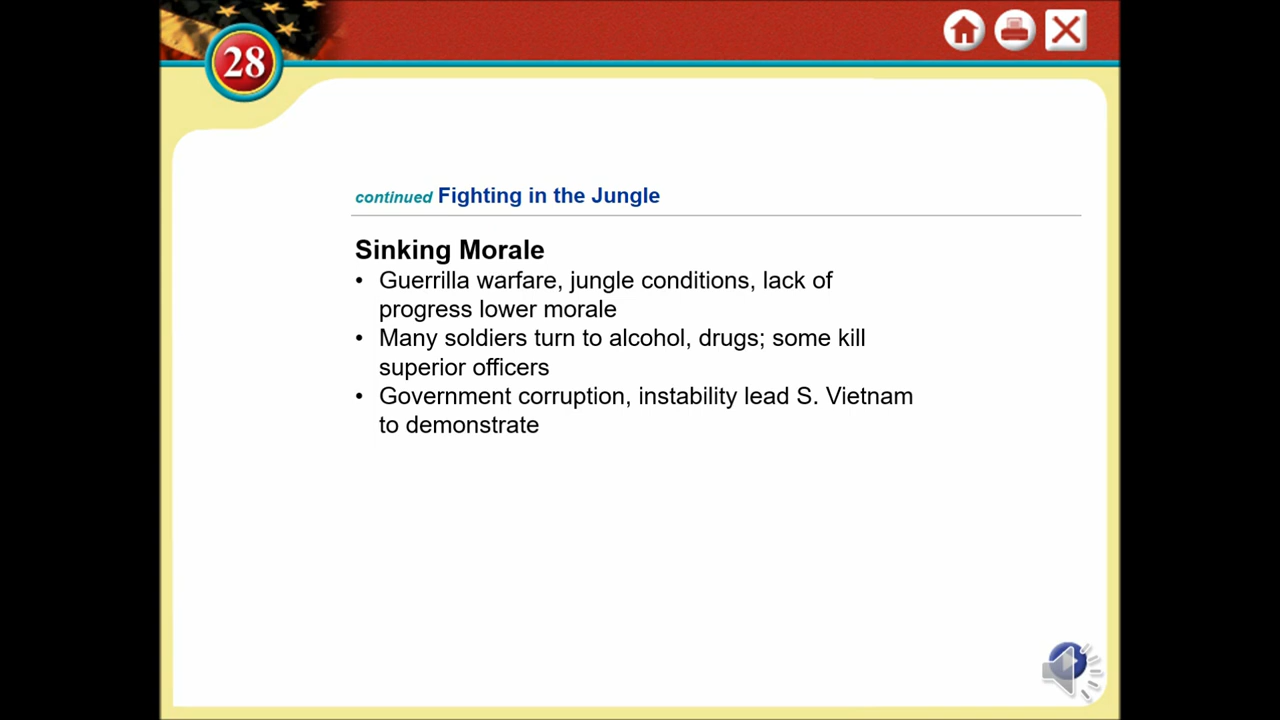 28
continued Fighting in the Jungle
Sinking Morale
• Guerrilla warfare, jungle conditions, lack of
progress lower morale
• Many soldiers turn to alcohol, drugs; some kill
superior officers
• Government corruption, instability lead S. Vietnam
to demonstrate